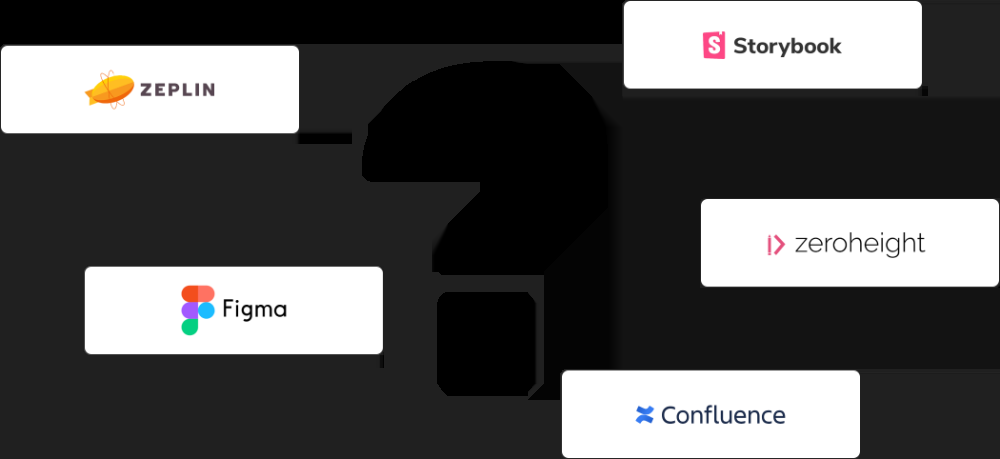 Storybook
ZEPLIN
zeroheight
Figma
Confluence